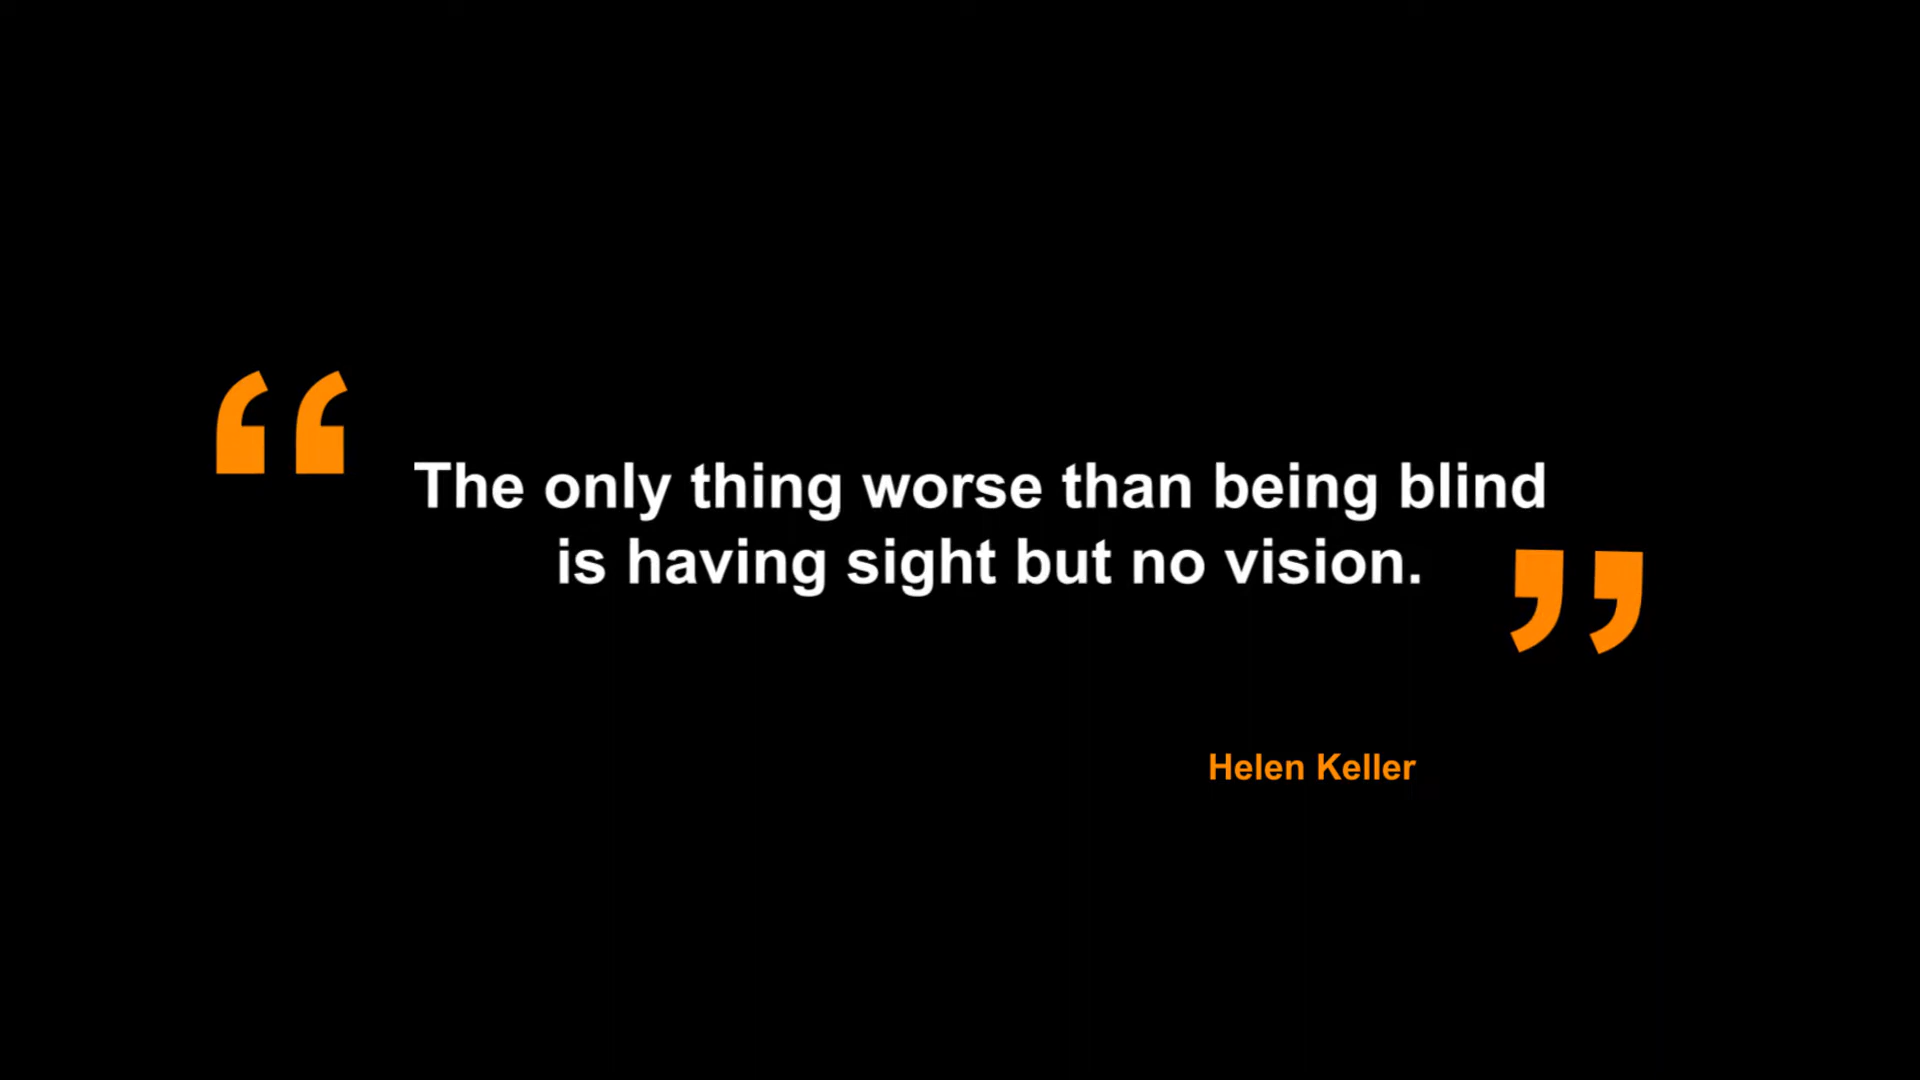 “The only thing worse than being blind
is having sight but no vision.”
Helen Keller